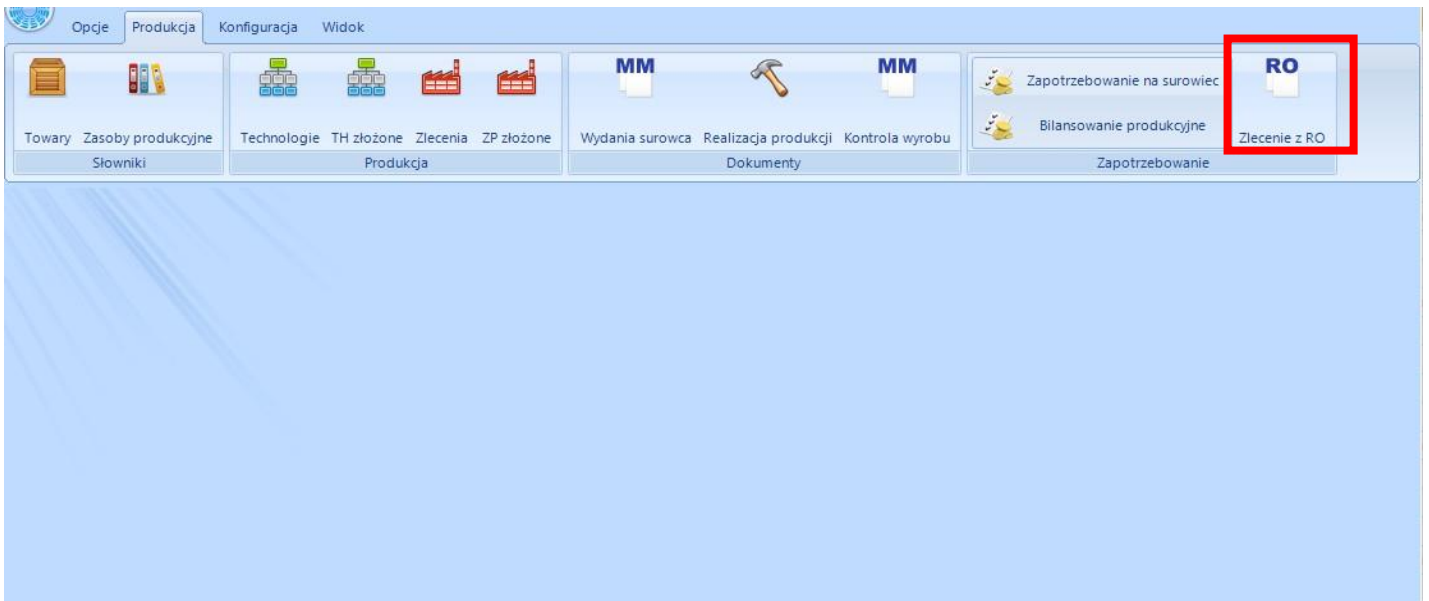 Opcje Produkcja Konfiguracja Widok
MM MM RO
Zapotrzebowanie na surowiec
Bilansowanie produkcyjne
Towary Zasoby produkcyjne Technologie TH złożone Zlecenia ZP złożone Wydania surowca Realizacja produkcji Kontrola wyrobu Zlecenie z RO
Słowniki Produkcja Dokumenty Zapotrzebowanie